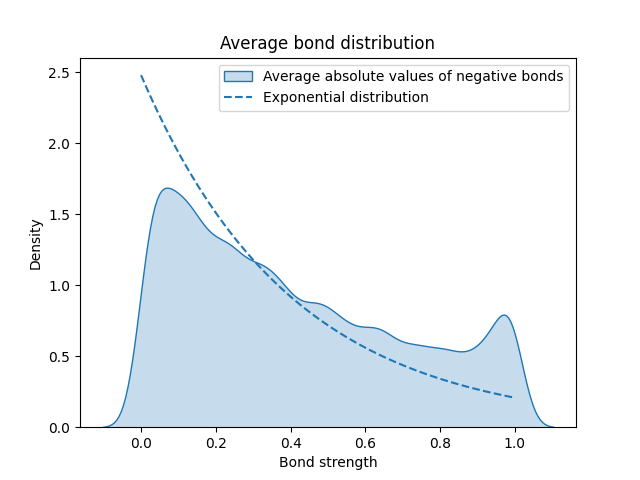 Average bond distribution
Average absolute values of negative bonds
Exponential distribution
2.5
2.0
1.5
1.0
0.5
0.0
Density
0.0 0.2 0.4 0.6 0.8 1.0
Bond strength